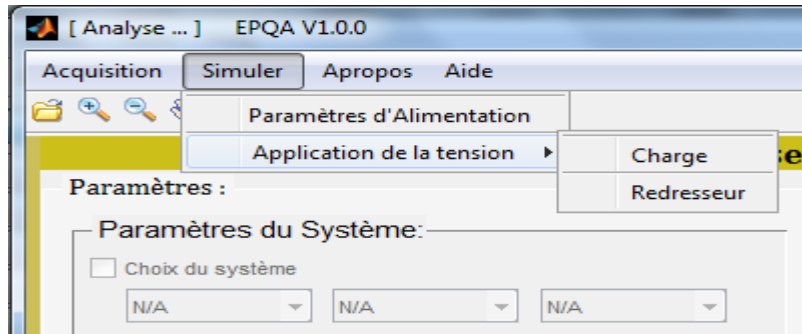 [ Analyse ... ] EPQA V1.0.0
Acquisition Simuler Apropos Aide
Paramètres d'Alimentation
Application de la tension
Charge
Redresseur
Paramètres :
Paramètres du Système:
Choix du système
N/A N/A N/A